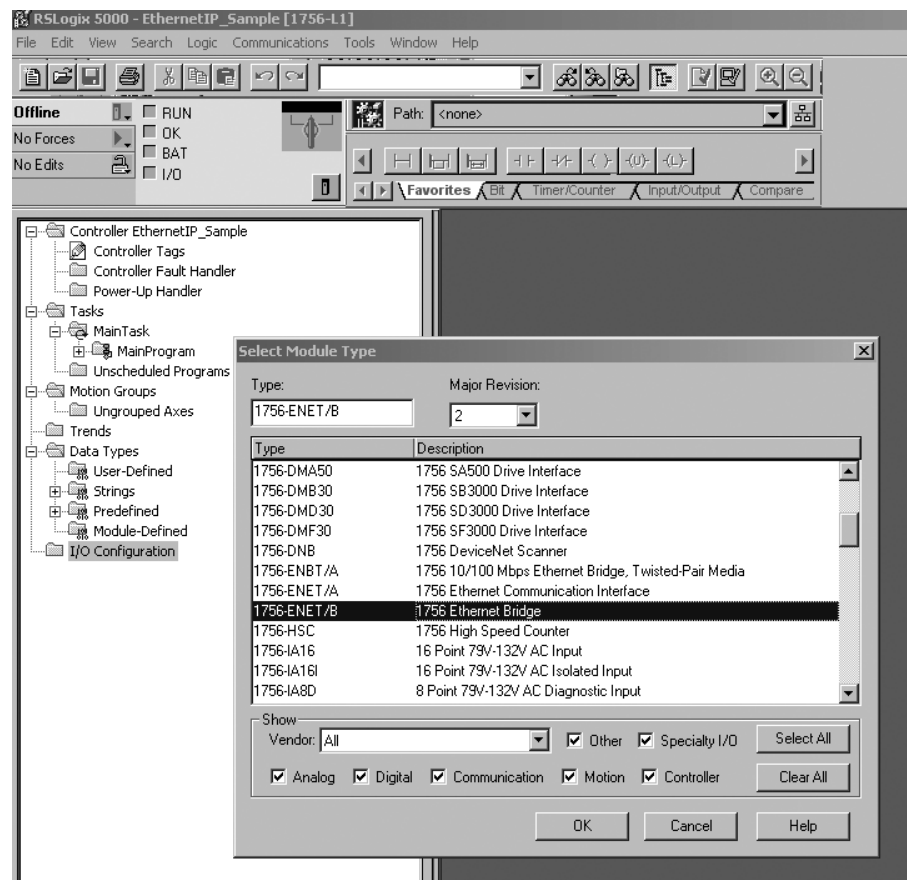 RSLogix 5000 - EthernetIP_Sample [1756-L1]
File Edit View Search Logic Communications Tools Window Help
Offline
RUN
No Forces
OK
No Edits
BAT
I/O
Path: <none>
Favorites Bit Timer/Counter Input/Output Compare
Controller EthernetIP_Sample
Controller Tags
Controller Fault Handler
Power-Up Handler
Tasks
MainTask
MainProgram
Unscheduled Programs
Motion Groups
Ungrouped Axes
Trends
Data Types
User-Defined
Strings
Predefined
Module-Defined
I/O Configuration
Select Module Type
Type: Major Revision:
1756-ENET/B 2
Type Description
1756-DMA50 1756 SA500 Drive Interface
1756-DMB30 1756 SB3000 Drive Interface
1756-DMD30 1756 SD3000 Drive Interface
1756-DMF30 1756 SF3000 Drive Interface
1756-DNB 1756 DeviceNet Scanner
1756-ENBT/A 1756 10/100 Mbps Ethernet Bridge, Twisted-Pair Media
1756-ENET/A 1756 Ethernet Communication Interface
1756-ENET/B 1756 Ethernet Bridge
1756-HSC 1756 High Speed Counter
1756-IA16 16 Point 79V-132V AC Input
1756-IA16I 16 Point 79V-132V AC Isolated Input
1756-IA8D 8 Point 79V-132V AC Diagnostic Input
Show
Vendor: All Other Specialty I/O Select All
Analog Digital Communication Motion Controller Clear All
OK Cancel Help